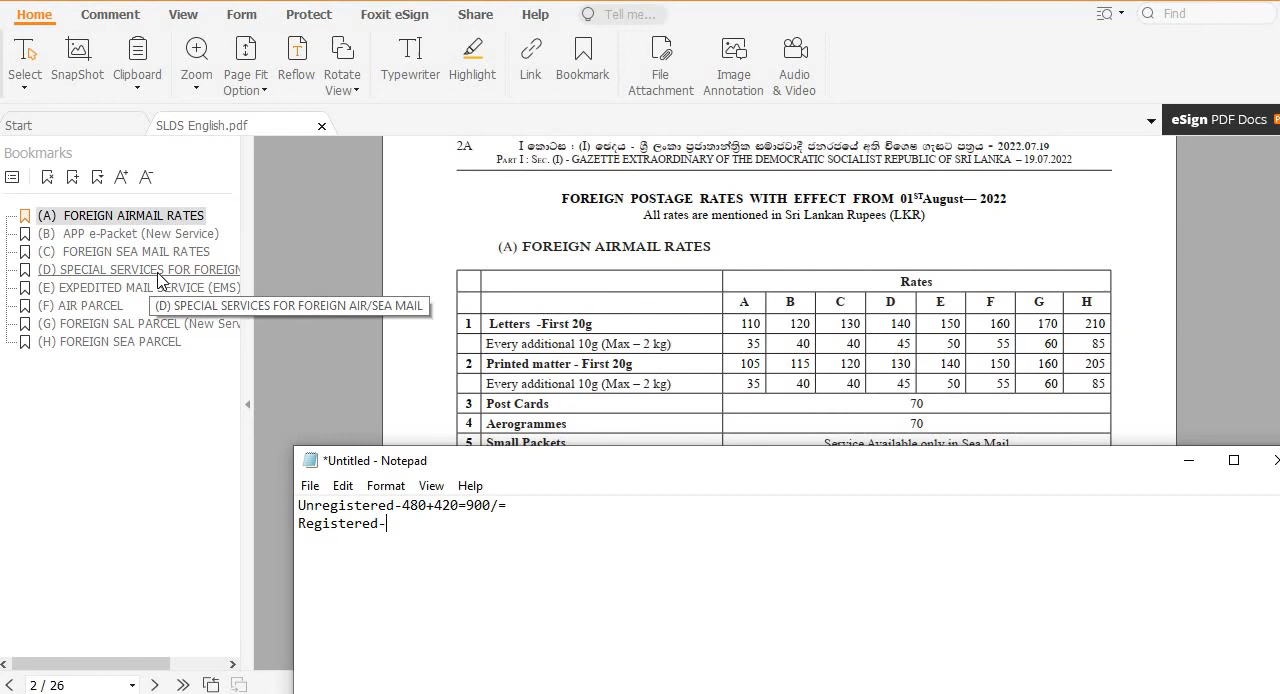 Home Comment View Form Protect Foxit eSign Share Help Tell me... Find
Select SnapShot Clipboard Zoom Page Fit Option Reflow Rotate View Typewriter Highlight Link Bookmark File Attachment Image Annotation Audio & Video
Start SLDS English.pdf eSign PDF Docs
Bookmarks
(A) FOREIGN AIRMAIL RATES
(B) APP e-Packet (New Service)
(C) FOREIGN SEA MAIL RATES
(D) SPECIAL SERVICES FOR FOREIGN
(E) EXPEDITED MAIL SERVICE (EMS)
(F) AIR PARCEL
(D) SPECIAL SERVICES FOR FOREIGN AIR/SEA MAIL
(G) FOREIGN SAL PARCEL (New Serv
(H) FOREIGN SEA PARCEL
2 / 26
2A I කොටස : (I) ඡෙදය - ශ්‍රී ලංකා ප්‍රජාතාන්ත්‍රික සමාජවාදී ජනරජයේ අති විශෙෂ ගැසට් පත්‍රය - 2022.07.19
PART I : SEC. (I) - GAZETTE EXTRAORDINARY OF THE DEMOCRATIC SOCIALIST REPUBLIC OF SRI LANKA – 19.07.2022
FOREIGN POSTAGE RATES WITH EFFECT FROM 01ST August— 2022
All rates are mentioned in Sri Lankan Rupees (LKR)
(A) FOREIGN AIRMAIL RATES
Rates
A B C D E F G H
1 Letters -First 20g 110 120 130 140 150 160 170 210
Every additional 10g (Max – 2 kg) 35 40 40 45 50 55 60 85
2 Printed matter - First 20g 105 115 120 130 140 150 160 205
Every additional 10g (Max – 2 kg) 35 40 40 45 50 55 60 85
3 Post Cards 70
4 Aerogrammes 70
5 Small Packets Service Available only in Sea Mail
*Untitled - Notepad
File Edit Format View Help
Unregistered-480+420=900/=
Registered-